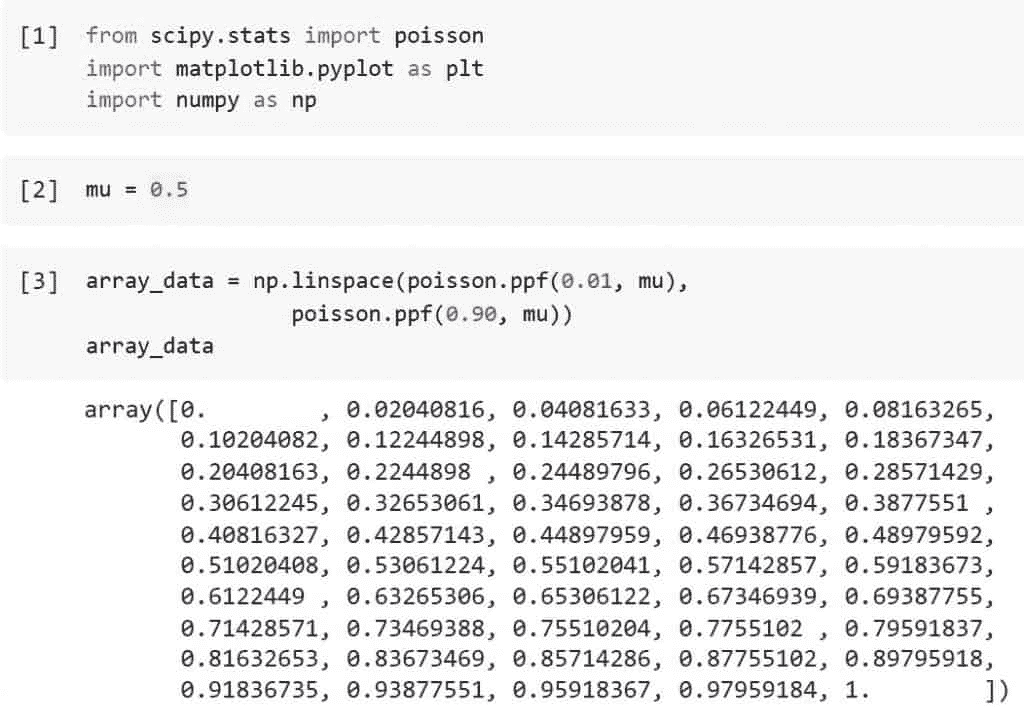 [1] from scipy.stats import poisson
import matplotlib.pyplot as plt
import numpy as np
[2] mu = 0.5
[3] array_data = np.linspace(poisson.ppf(0.01, mu),
                poisson.ppf(0.90, mu))
array_data
array([0.        , 0.02040816, 0.04081633, 0.06122449, 0.08163265,
       0.10204082, 0.12244898, 0.14285714, 0.16326531, 0.18367347,
       0.20408163, 0.2244898 , 0.24489796, 0.26530612, 0.28571429,
       0.30612245, 0.32653061, 0.34693878, 0.36734694, 0.3877551 ,
       0.40816327, 0.42857143, 0.44897959, 0.46938776, 0.48979592,
       0.51020408, 0.53061224, 0.55102041, 0.57142857, 0.59183673,
       0.6122449 , 0.63265306, 0.65306122, 0.67346939, 0.69387755,
       0.71428571, 0.73469388, 0.75510204, 0.7755102 , 0.79591837,
       0.81632653, 0.83673469, 0.85714286, 0.87755102, 0.89795918,
       0.91836735, 0.93877551, 0.95918367, 0.97959184, 1.        ])